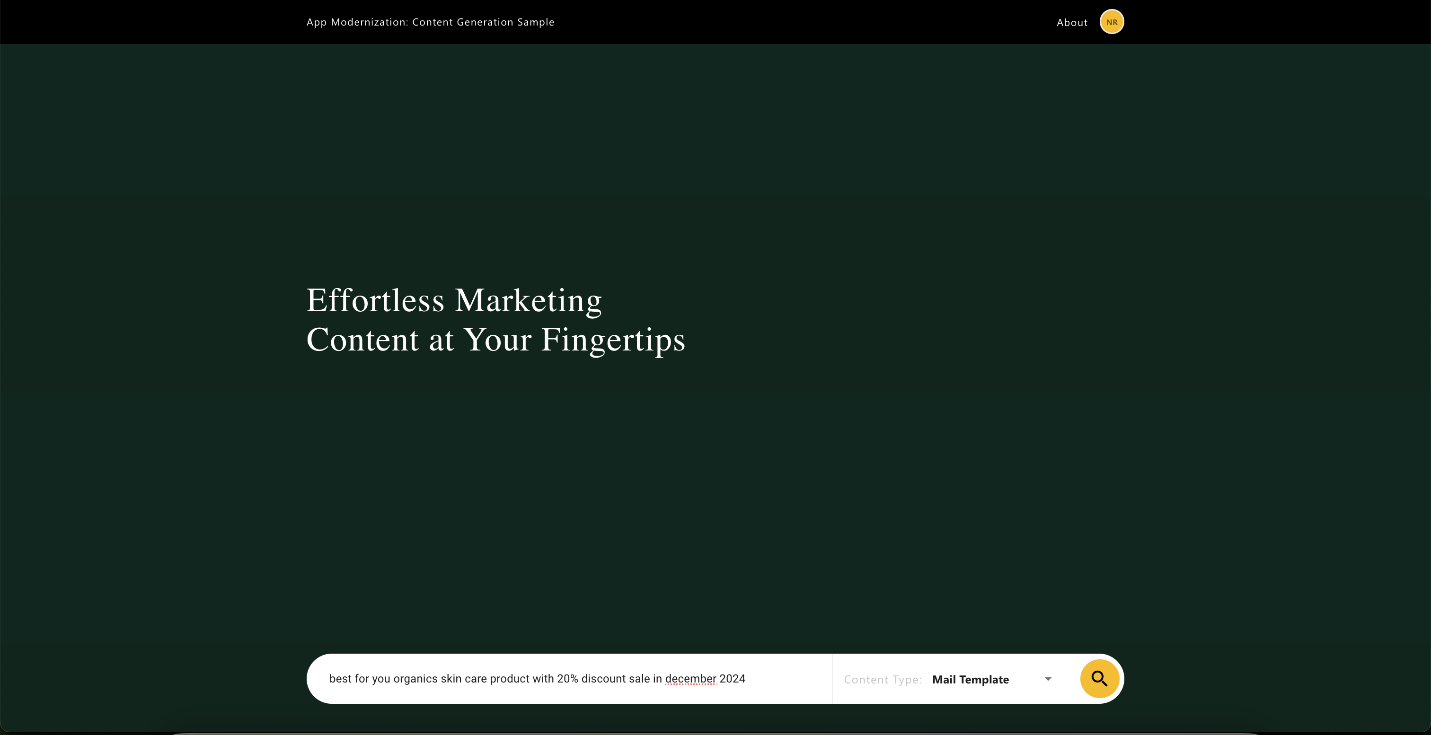 App Modernization: Content Generation Sample
About
NR
Effortless Marketing
Content at Your Fingertips
best for you organics skin care product with 20% discount sale in december 2024
Content Type:
Mail Template